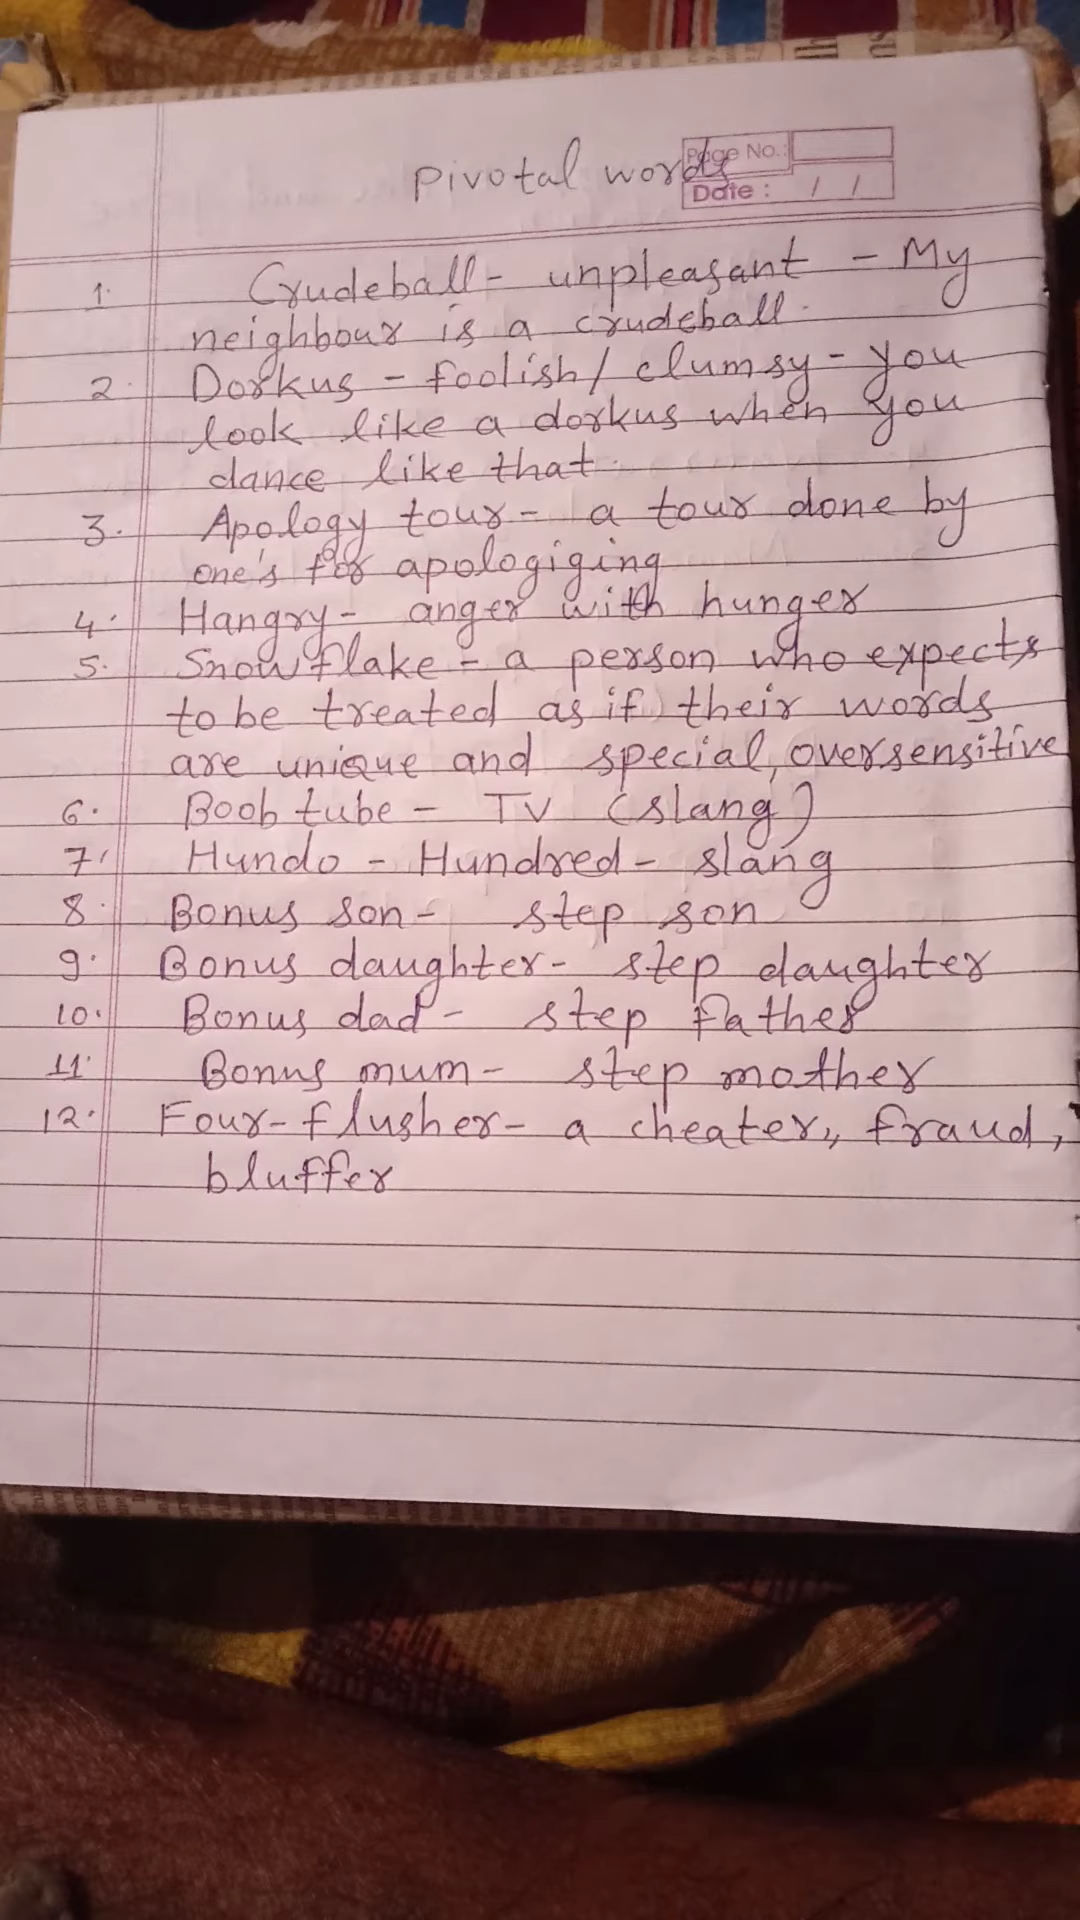 Pivotal words
Page No.:
Date : / /
1. Crudeball - unpleasant - My
neighbour is a crudeball.
2. Dorkus - foolish / clumsy - you
look like a dorkus when you
dance like that.
3. Apology tour - a tour done by
one's for apologiging
4. Hangry - anger with hunger
5. Snowflake - a person who expects
to be treated as if their words
are unique and special, oversensitive
6. Boob tube - TV (slang)
7. Hundo - Hundred - slang
8. Bonus son - step son
9. Bonus daughter - step daughter
10. Bonus dad - step father
11. Bonus mum - step mother
12. Four-flusher - a cheater,, fraud,
bluffer